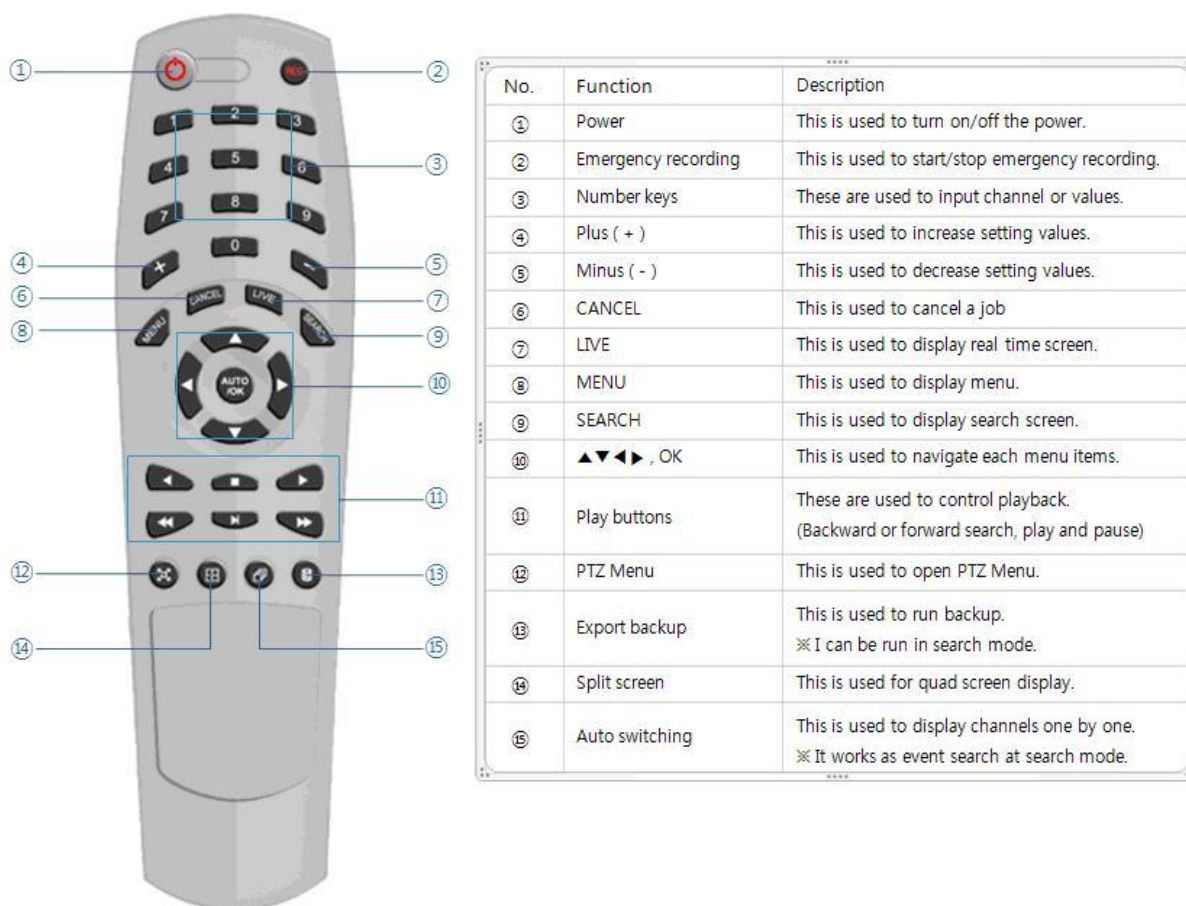 ①
②
REC
1 2 3
4 5 6
③
7 8 9
0
④ + - ⑤
⑥ CANCEL LIVE ⑦
⑧ MENU SEARCH ⑨
AUTO
/OK
⑩
⑪
⑫ ⑬
⑭ ⑮
No. Function Description
① Power This is used to turn on/off the power.
② Emergency recording This is used to start/stop emergency recording.
③ Number keys These are used to input channel or values.
④ Plus ( + ) This is used to increase setting values.
⑤ Minus ( - ) This is used to decrease setting values.
⑥ CANCEL This is used to cancel a job
⑦ LIVE This is used to display real time screen.
⑧ MENU This is used to display menu.
⑨ SEARCH This is used to display search screen.
⑩ ▲▼◀▶ , OK This is used to navigate each menu items.
⑪ Play buttons These are used to control playback.
(Backward or forward search, play and pause)
⑫ PTZ Menu This is used to open PTZ Menu.
⑬ Export backup This is used to run backup.
※ I can be run in search mode.
⑭ Split screen This is used for quad screen display.
⑮ Auto switching This is used to display channels one by one.
※ It works as event search at search mode.